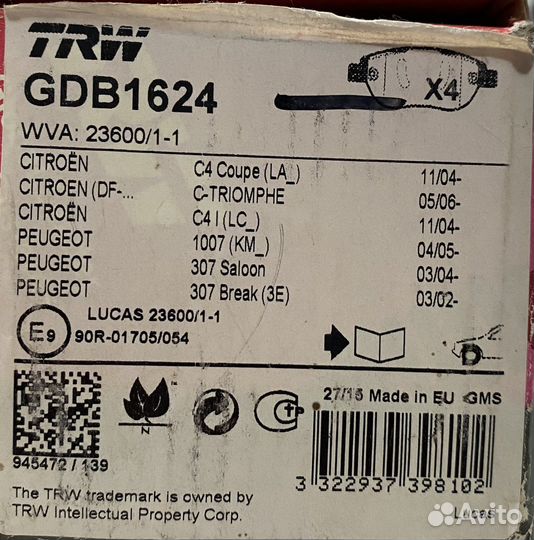 TRW
GDB1624
X4
WVA: 23600/1-1
CITROËN C4 Coupe (LA_) 11/04-
CITROEN (DF-... C-TRIOMPHE 05/06-
CITROËN C4 I (LC_) 11/04-
PEUGEOT 1007 (KM_) 04/05-
PEUGEOT 307 Saloon 03/04-
PEUGEOT 307 Break (3E) 03/02-
LUCAS 23600/1-1
E9 90R-01705/054
D
N
27/15 Made in EU GMS
945472 / 139
3 322937 398102
The TRW trademark is owned by
TRW Intellectual Property Corp.
Lucas
Avito